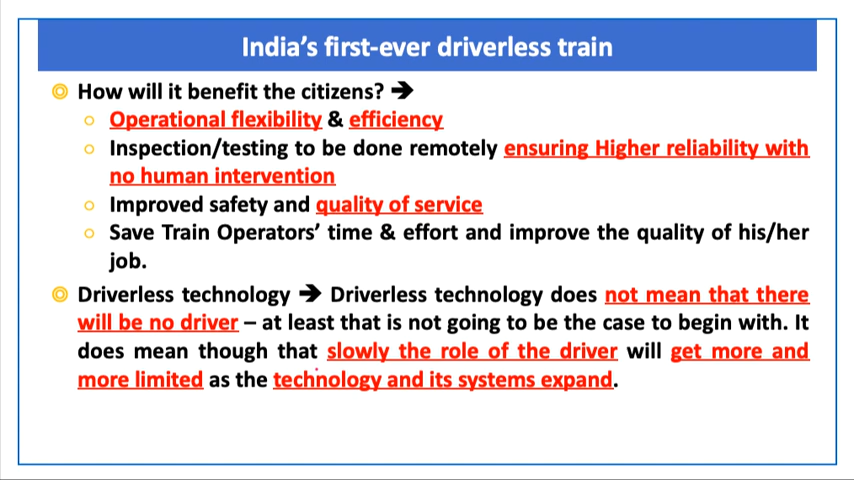 India's first-ever driverless train
How will it benefit the citizens? ➔
Operational flexibility & efficiency
Inspection/testing to be done remotely ensuring Higher reliability with
no human intervention
Improved safety and quality of service
Save Train Operators' time & effort and improve the quality of his/her
job.
Driverless technology ➔ Driverless technology does not mean that there
will be no driver – at least that is not going to be the case to begin with. It
does mean though that slowly the role of the driver will get more and
more limited as the technology and its systems expand.